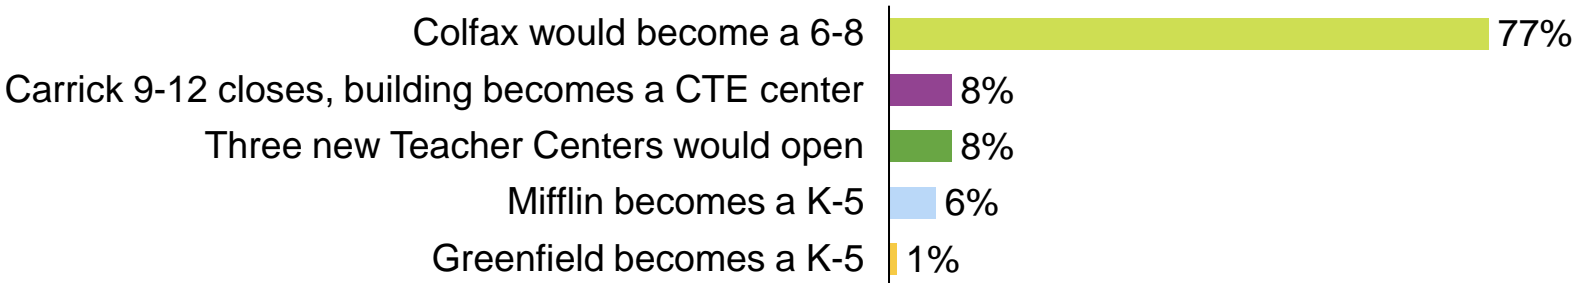 Colfax would become a 6-8 77%
Carrick 9-12 closes, building becomes a CTE center 8%
Three new Teacher Centers would open 8%
Mifflin becomes a K-5 6%
Greenfield becomes a K-5 1%